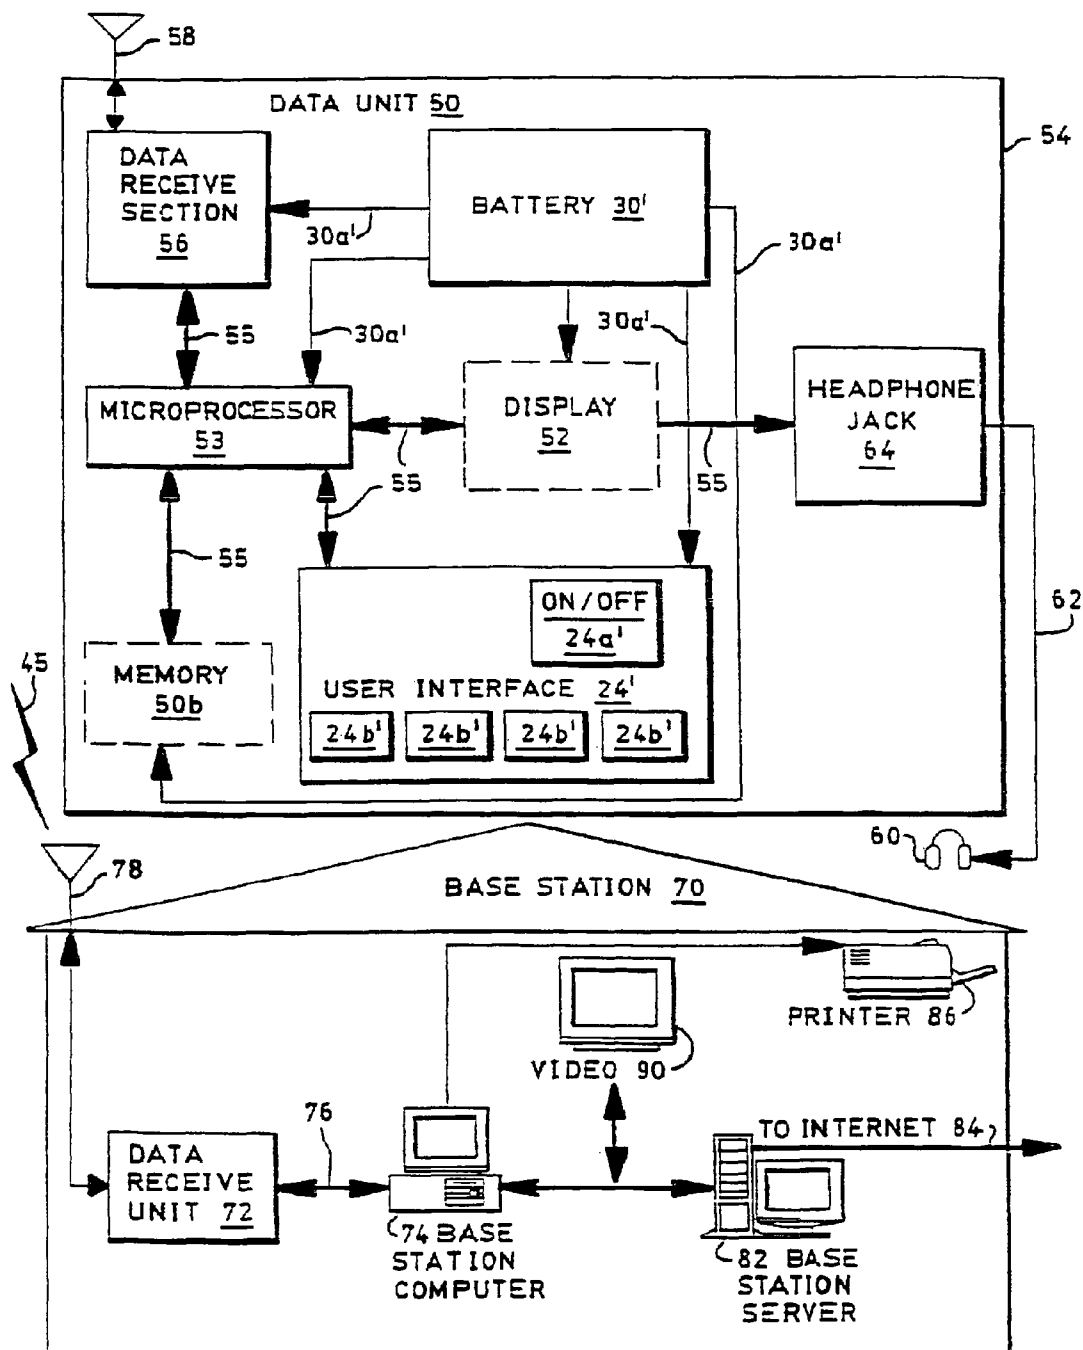 58
DATA UNIT 50
54
DATA
RECEIVE
SECTION
56
BATTERY 30'
30a'
30a'
30a'
30a'
55
MICROPROCESSOR
53
DISPLAY
52
HEADPHONE
JACK
64
55
55
55
55
ON/OFF
24a'
62
45
MEMORY
50b
USER INTERFACE 24'
24b' 24b' 24b' 24b'
60
78
BASE STATION 70
PRINTER 86
VIDEO 90
76
TO INTERNET 84
DATA
RECEIVE
UNIT 72
74 BASE
STATION
COMPUTER
82 BASE
STATION
SERVER